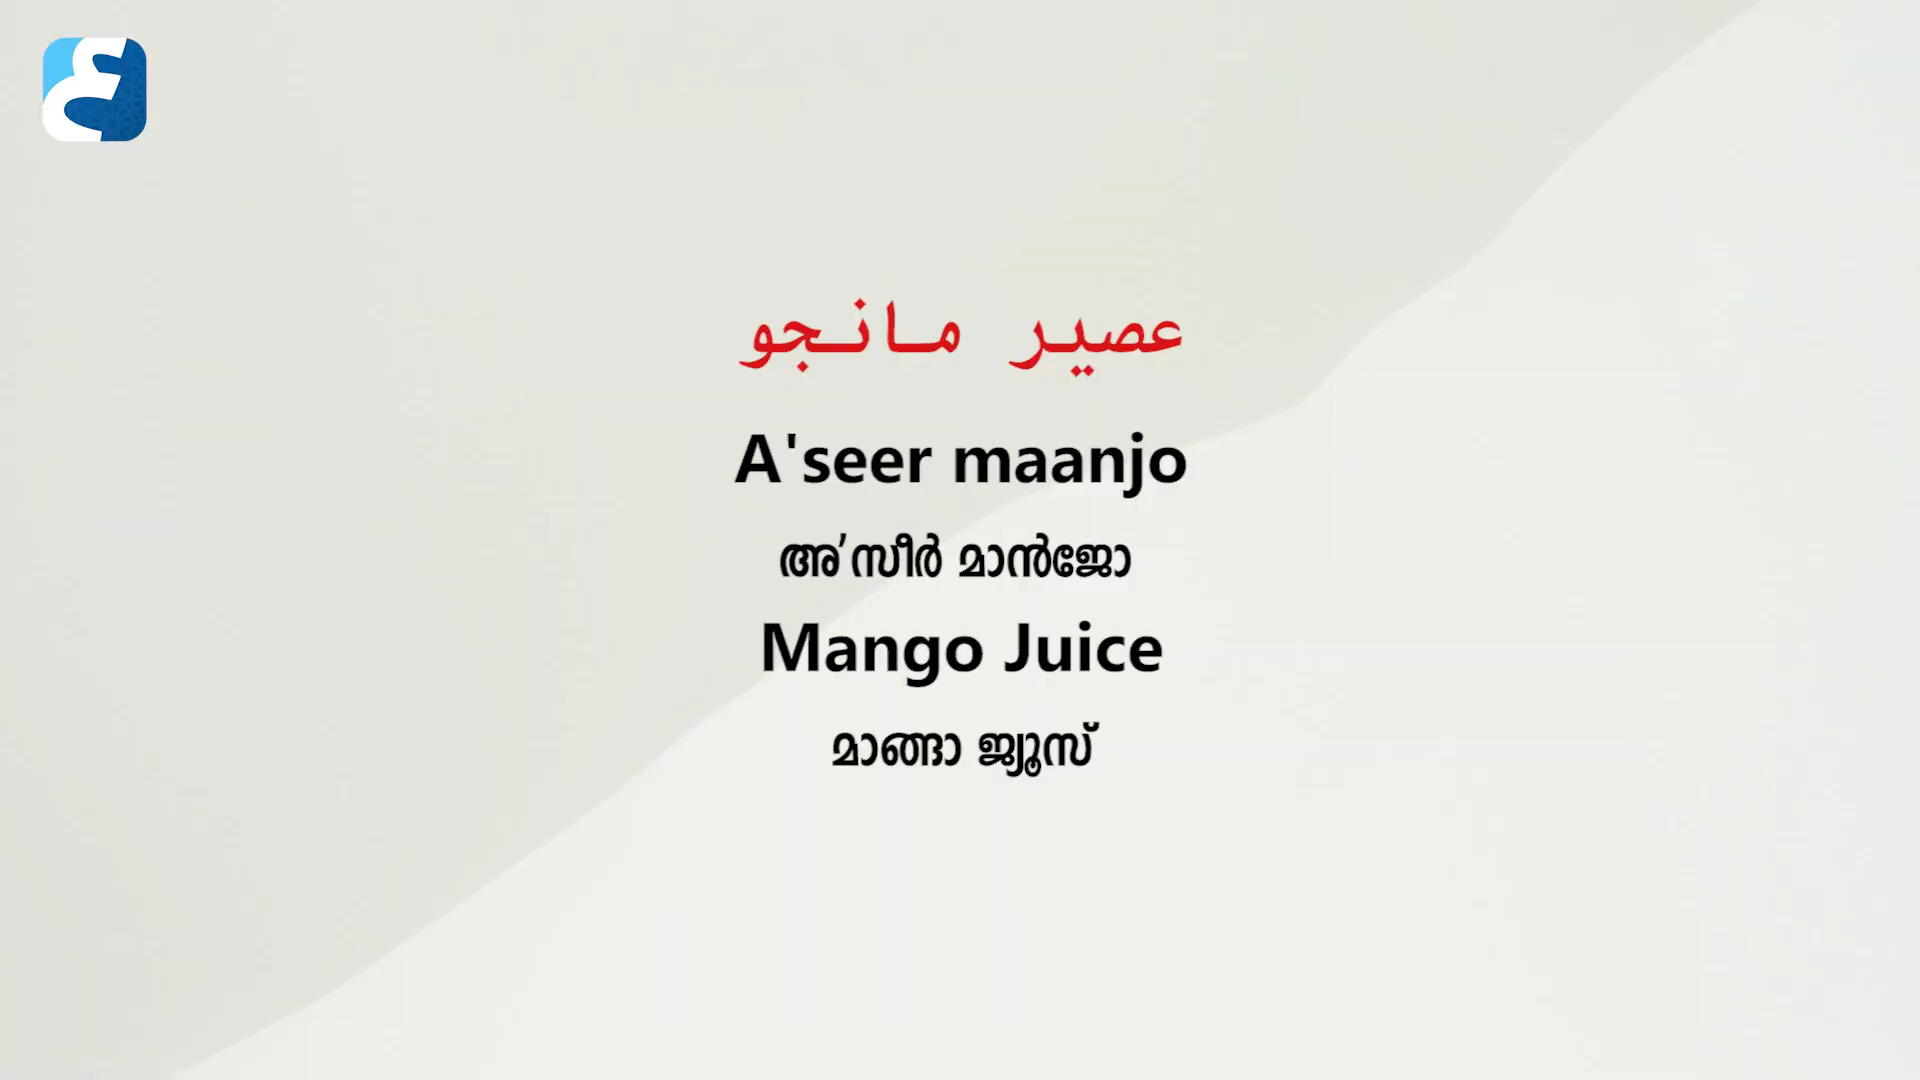 عصير مانجو
A'seer maanjo
അ'സീർ മാൻജോ
Mango Juice
മാങ്ങാ ജ്യൂസ്